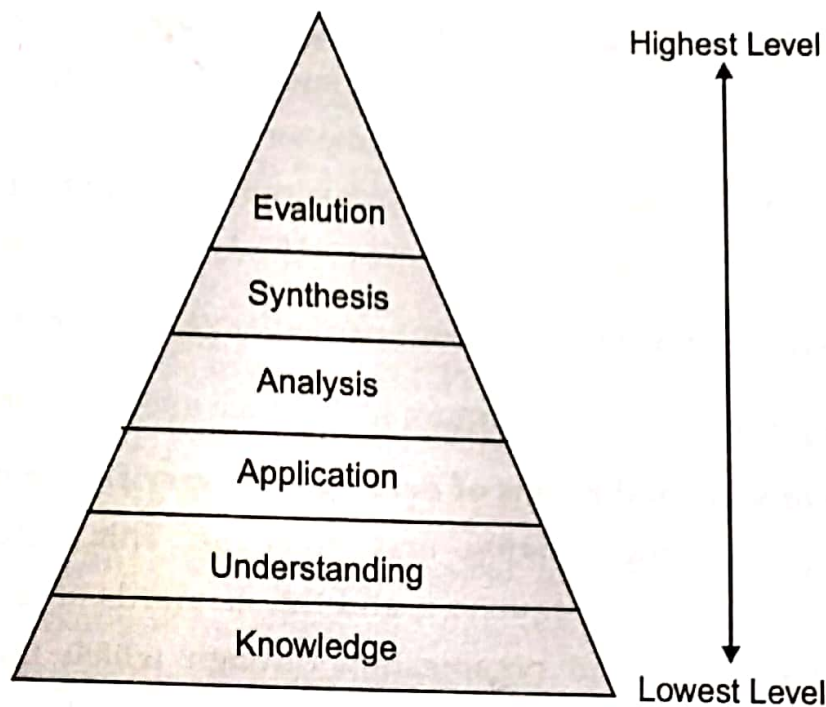 Highest Level
Evalution
Synthesis
Analysis
Application
Understanding
Knowledge
Lowest Level